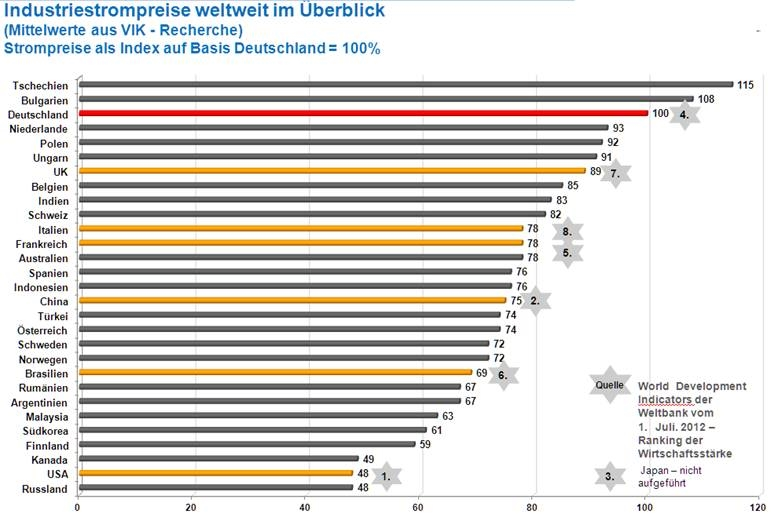 Industriestrompreise weltweit im Überblick
(Mittelwerte aus VIK - Recherche)
Strompreise als Index auf Basis Deutschland = 100%
Tschechien 115
Bulgarien 108
Deutschland 100 4.
Niederlande 93
Polen 92
Ungarn 91
UK 89 7.
Belgien 85
Indien 83
Schweiz 82
Italien 78 8.
Frankreich 78
Australien 78 5.
Spanien 76
Indonesien 76
China 75 2.
Türkei 74
Österreich 74
Schweden 72
Norwegen 72
Brasilien 69 6.
Rumänien 67
Argentinien 67
Malaysia 63
Südkorea 61
Finnland 59
Kanada 49
USA 48 1.
Russland 48
Quelle World Development
Indicators der
Weltbank vom
1. Juli. 2012 –
Ranking der
Wirtschaftsstärke
3. Japan – nicht
aufgeführt
0 20 40 60 80 100 120